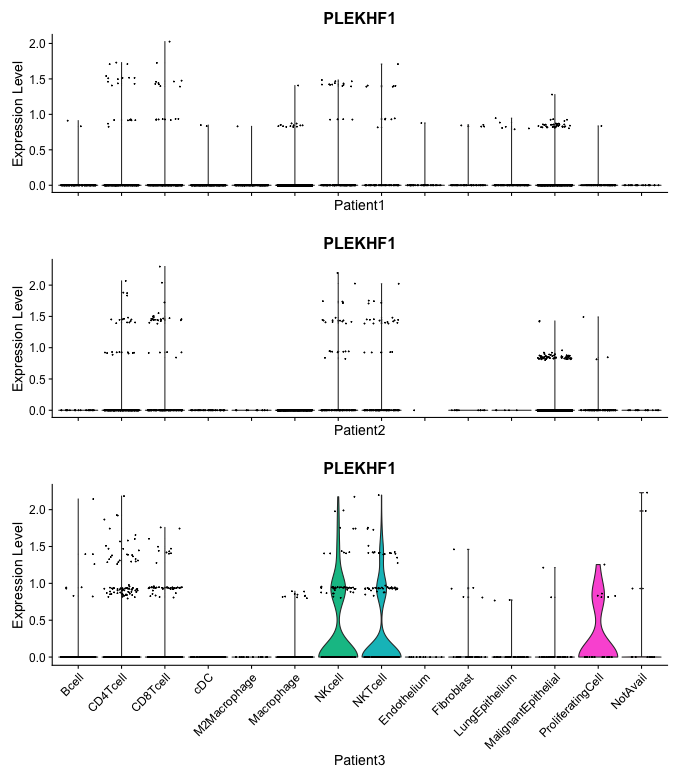 PLEKHF1
Expression Level
2.0
1.5
1.0
0.5
0.0
Patient1
PLEKHF1
Expression Level
2.0
1.5
1.0
0.5
0.0
Patient2
PLEKHF1
Expression Level
2.0
1.5
1.0
0.5
0.0
Bcell
CD4Tcell
CD8Tcell
cDC
M2Macrophage
Macrophage
NKcell
NKTcell
Endothelium
Fibroblast
LungEpithelium
MalignantEpithelial
ProliferatingCell
NotAvail
Patient3